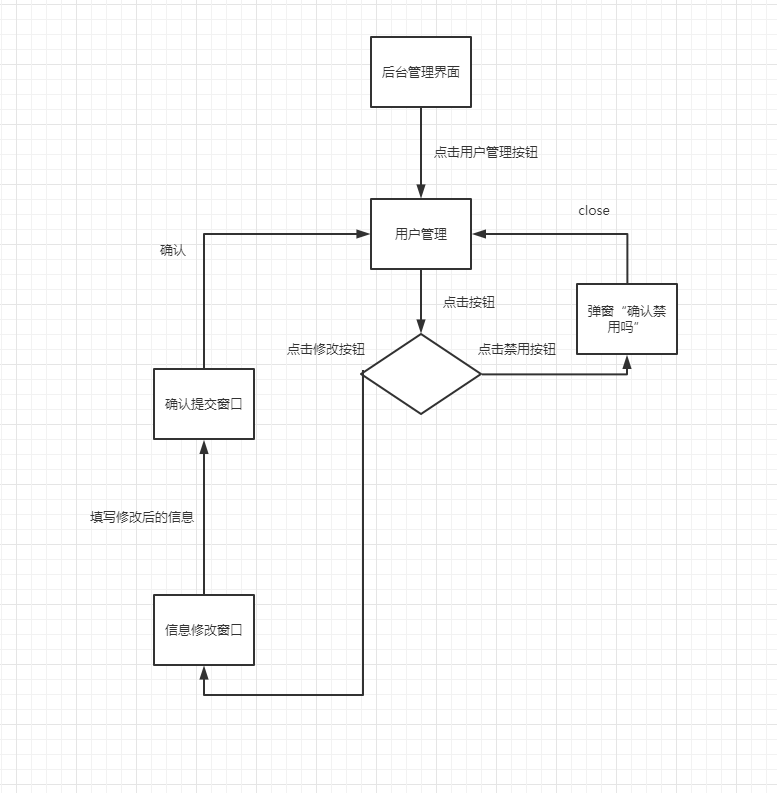 后台管理界面
点击用户管理按钮
close
用户管理
确认
点击按钮
弹窗“确认禁
用吗”
点击修改按钮
点击禁用按钮
确认提交窗口
填写修改后的信息
信息修改窗口